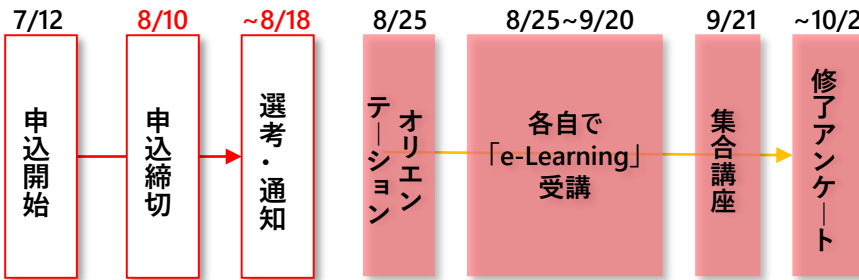 7/12
8/10
~8/18
8/25
8/25~9/20
9/21
~10/2
申込開始
申込締切
選考・通知
オリエン
テーション
各自で
「e-Learning」
受講
集合講座
修了アンケート